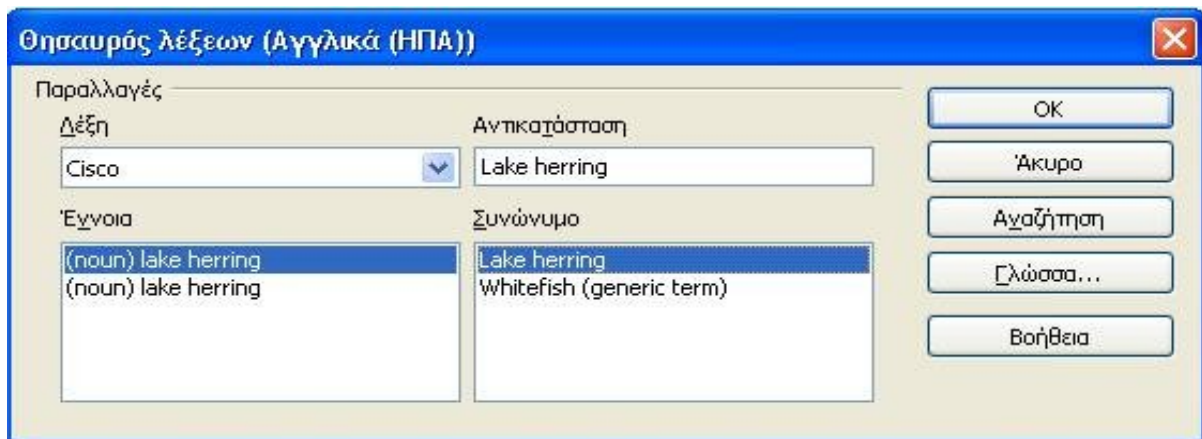 Θησαυρός λέξεων (Αγγλικά (ΗΠΑ))
Παραλλαγές
Λέξη
Cisco
Αντικατάσταση
Lake herring
Έννοια
(noun) lake herring
(noun) lake herring
Συνώνυμο
Lake herring
Whitefish (generic term)
OK
Άκυρο
Αναζήτηση
Γλώσσα...
Βοήθεια